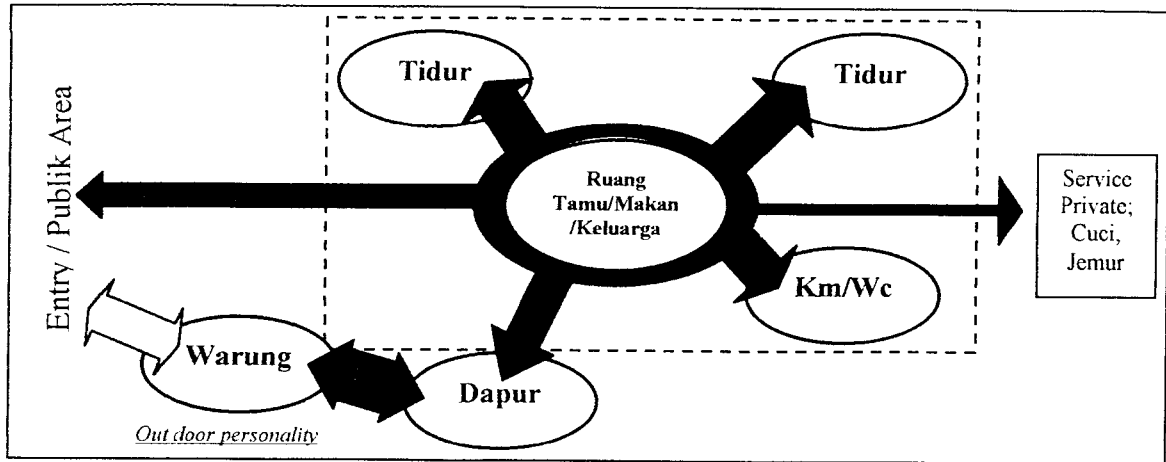 Tidur
Tidur
Entry / Publik Area
Ruang
Tamu/Makan
/Keluarga
Service
Private;
Cuci,
Jemur
Km/Wc
Warung
Dapur
Out door personality